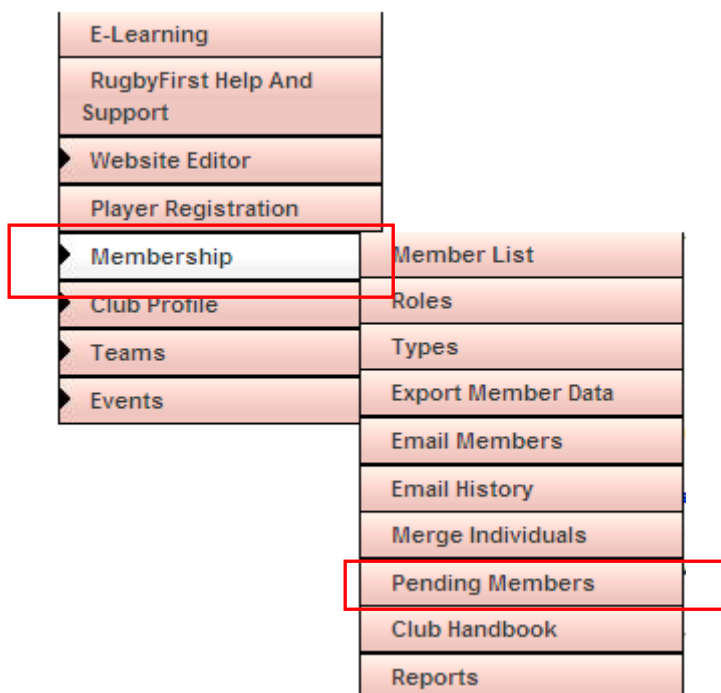 E-Learning
RugbyFirst Help And
Support
Website Editor
Player Registration
Membership
Club Profile
Teams
Events
Member List
Roles
Types
Export Member Data
Email Members
Email History
Merge Individuals
Pending Members
Club Handbook
Reports